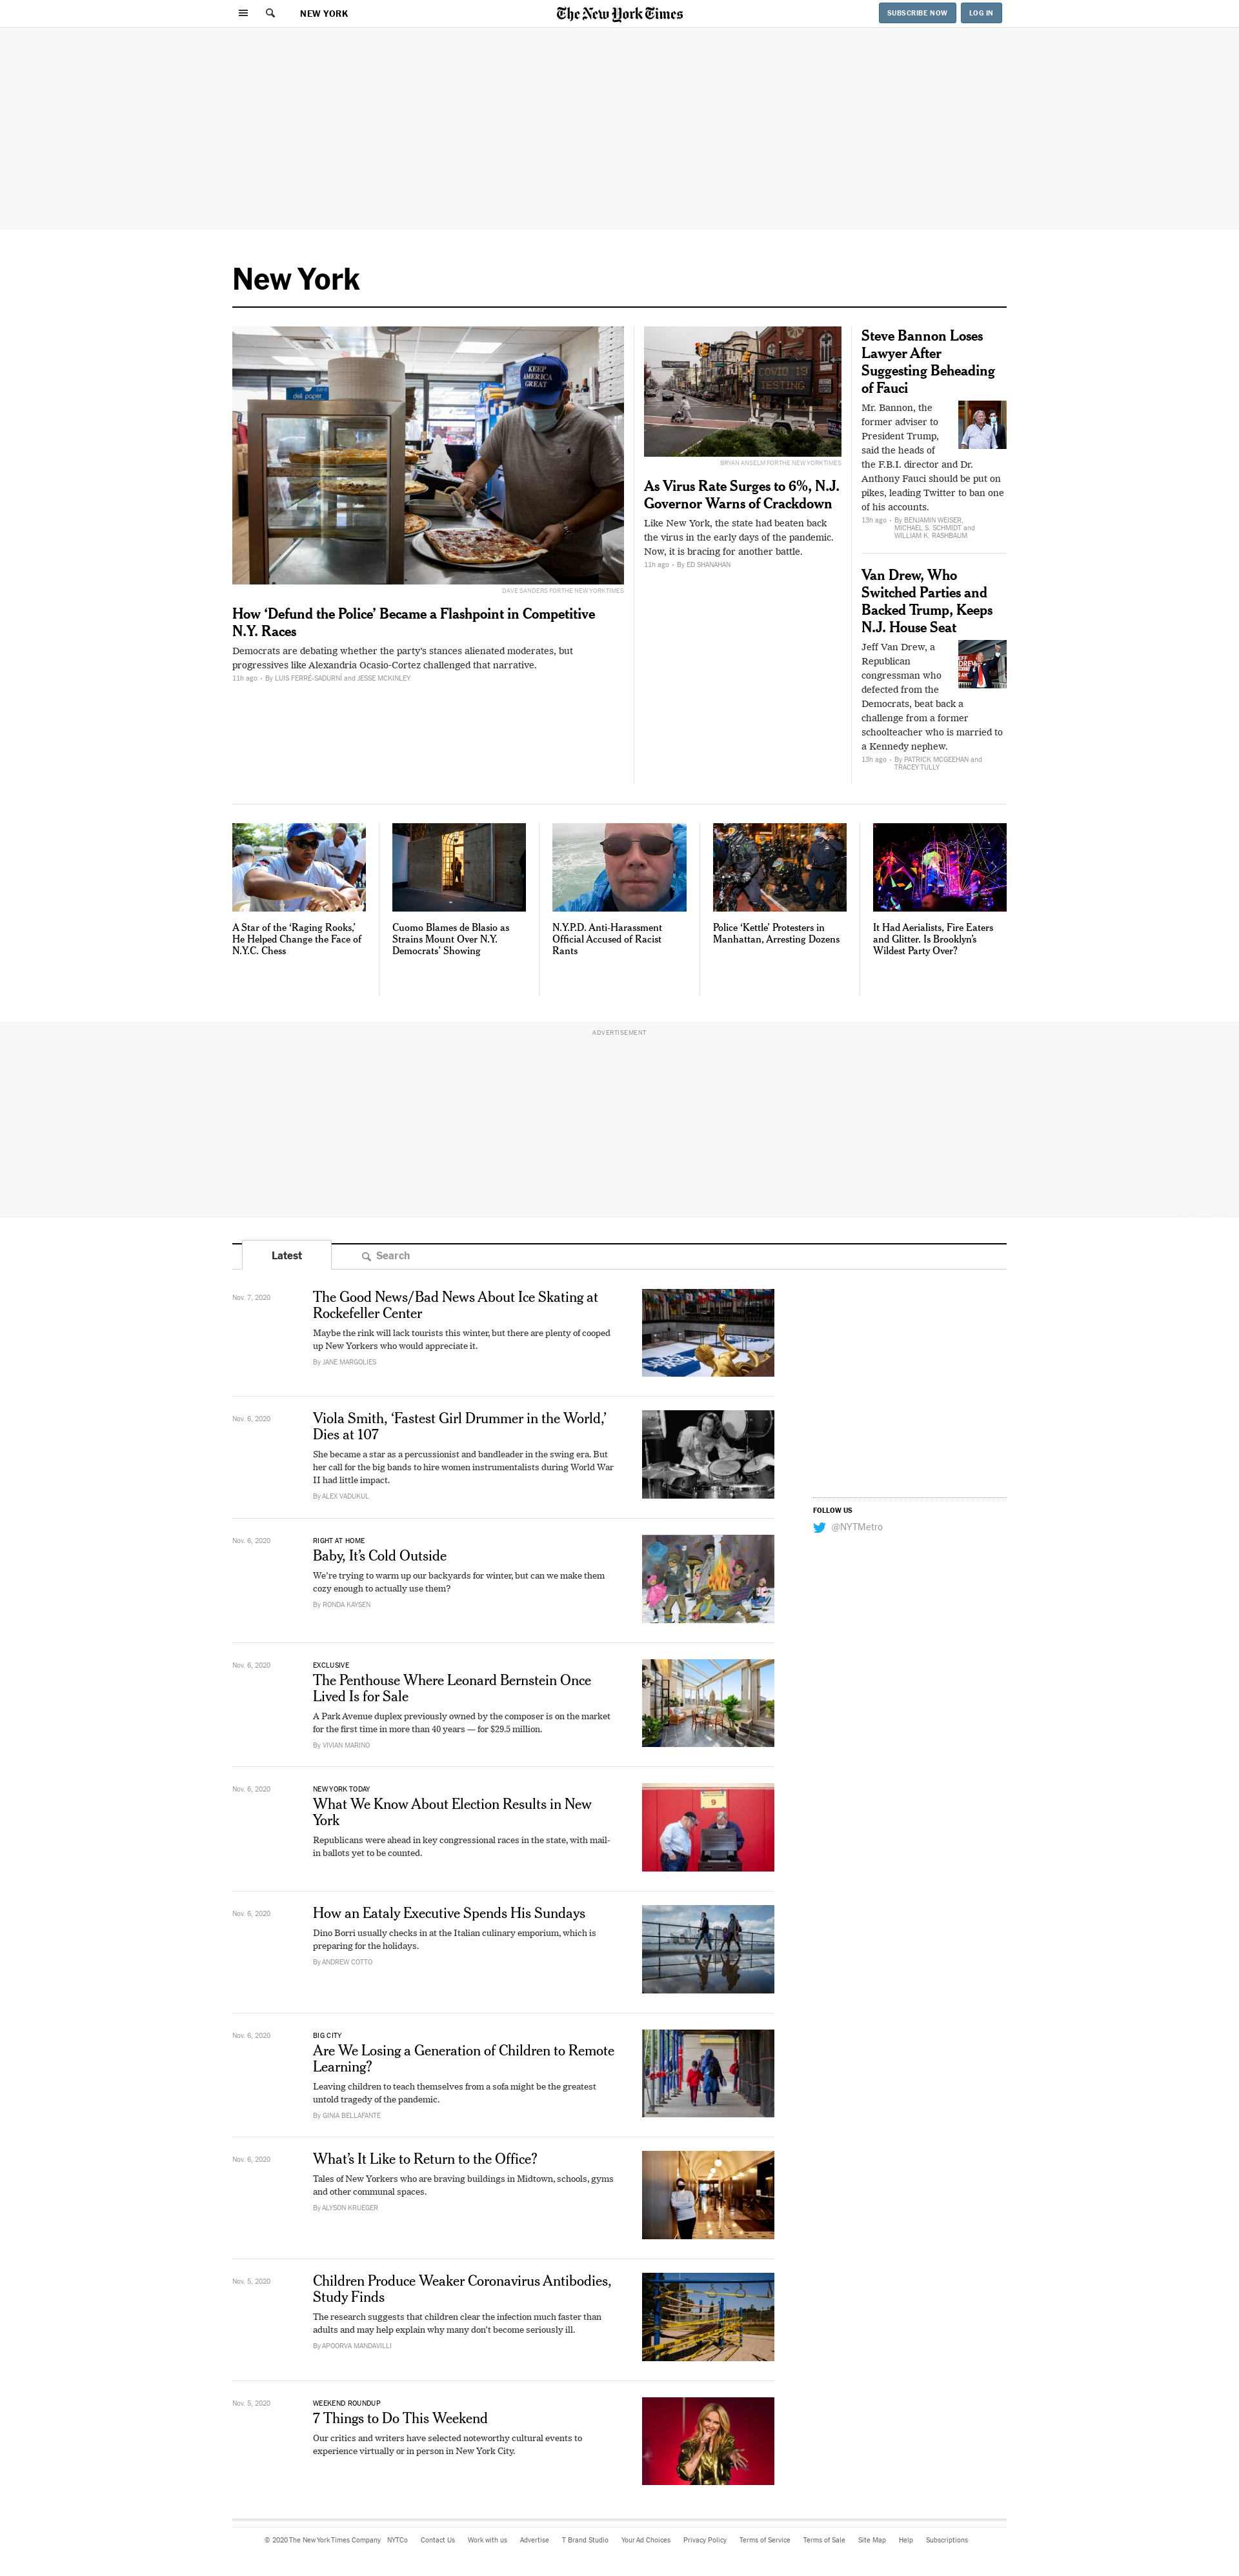 NEW YORK
The New York Times
SUBSCRIBE NOW
LOG IN
New York
KEEP AMERICA GREAT
deli paper
DAVE SANDERS FOR THE NEW YORK TIMES
How ‘Defund the Police’ Became a Flashpoint in Competitive
N.Y. Races
Democrats are debating whether the party’s stances alienated moderates, but
progressives like Alexandria Ocasio-Cortez challenged that narrative.
11h ago • By LUIS FERRÉ-SADURNÍ and JESSE MCKINLEY
COVID 19
TESTING
BRYAN ANSELM FOR THE NEW YORK TIMES
As Virus Rate Surges to 6%, N.J.
Governor Warns of Crackdown
Like New York, the state had beaten back
the virus in the early days of the pandemic.
Now, it is bracing for another battle.
11h ago • By ED SHANAHAN
Steve Bannon Loses
Lawyer After
Suggesting Beheading
of Fauci
Mr. Bannon, the
former adviser to
President Trump,
said the heads of
the F.B.I. director and Dr.
Anthony Fauci should be put on
pikes, leading Twitter to ban one
of his accounts.
13h ago • By BENJAMIN WEISER,
MICHAEL S. SCHMIDT and
WILLIAM K. RASHBAUM
Van Drew, Who
Switched Parties and
Backed Trump, Keeps
N.J. House Seat
Jeff Van Drew, a
Republican
congressman who
defected from the
Democrats, beat back a
challenge from a former
schoolteacher who is married to
a Kennedy nephew.
13h ago • By PATRICK MCGEEHAN and
TRACEY TULLY
A Star of the ‘Raging Rooks,’
He Helped Change the Face of
N.Y.C. Chess
Cuomo Blames de Blasio as
Strains Mount Over N.Y.
Democrats’ Showing
N.Y.P.D. Anti-Harassment
Official Accused of Racist
Rants
Police ‘Kettle’ Protesters in
Manhattan, Arresting Dozens
It Had Aerialists, Fire Eaters
and Glitter. Is Brooklyn’s
Wildest Party Over?
ADVERTISEMENT
Latest
Search
Nov. 7, 2020
The Good News/Bad News About Ice Skating at
Rockefeller Center
Maybe the rink will lack tourists this winter, but there are plenty of cooped
up New Yorkers who would appreciate it.
By JANE MARGOLIES
Nov. 6, 2020
Viola Smith, ‘Fastest Girl Drummer in the World,’
Dies at 107
She became a star as a percussionist and bandleader in the swing era. But
her call for the big bands to hire women instrumentalists during World War
II had little impact.
By ALEX VADUKUL
FOLLOW US
@NYTMetro
Nov. 6, 2020
RIGHT AT HOME
Baby, It’s Cold Outside
We’re trying to warm up our backyards for winter, but can we make them
cozy enough to actually use them?
By RONDA KAYSEN
Nov. 6, 2020
EXCLUSIVE
The Penthouse Where Leonard Bernstein Once
Lived Is for Sale
A Park Avenue duplex previously owned by the composer is on the market
for the first time in more than 40 years — for $29.5 million.
By VIVIAN MARINO
Nov. 6, 2020
NEW YORK TODAY
What We Know About Election Results in New
York
Republicans were ahead in key congressional races in the state, with mail-
in ballots yet to be counted.
9
Nov. 6, 2020
How an Eataly Executive Spends His Sundays
Dino Borri usually checks in at the Italian culinary emporium, which is
preparing for the holidays.
By ANDREW COTTO
Nov. 6, 2020
BIG CITY
Are We Losing a Generation of Children to Remote
Learning?
Leaving children to teach themselves from a sofa might be the greatest
untold tragedy of the pandemic.
By GINIA BELLAFANTE
Nov. 6, 2020
What’s It Like to Return to the Office?
Tales of New Yorkers who are braving buildings in Midtown, schools, gyms
and other communal spaces.
By ALYSON KRUEGER
Nov. 5, 2020
Children Produce Weaker Coronavirus Antibodies,
Study Finds
The research suggests that children clear the infection much faster than
adults and may help explain why many don’t become seriously ill.
By APOORVA MANDAVILLI
Nov. 5, 2020
WEEKEND ROUNDUP
7 Things to Do This Weekend
Our critics and writers have selected noteworthy cultural events to
experience virtually or in person in New York City.
© 2020 The New York Times Company NYTCo Contact Us Work with us Advertise T Brand Studio Your Ad Choices Privacy Policy Terms of Service Terms of Sale Site Map Help Subscriptions